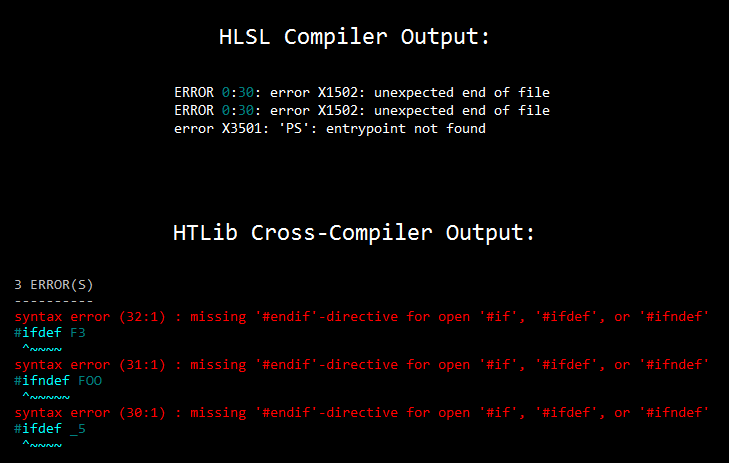 HLSL Compiler Output:
ERROR 0:30: error X1502: unexpected end of file
ERROR 0:30: error X1502: unexpected end of file
error X3501: 'PS': entrypoint not found
HTLib Cross-Compiler Output:
3 ERROR(S)
----------
syntax error (32:1) : missing '#endif'-directive for open '#if', '#ifdef', or '#ifndef'
#ifdef F3
^~~~~
syntax error (31:1) : missing '#endif'-directive for open '#if', '#ifdef', or '#ifndef'
#ifndef FOO
^~~~~~
syntax error (30:1) : missing '#endif'-directive for open '#if', '#ifdef', or '#ifndef'
#ifdef _5
^~~~~